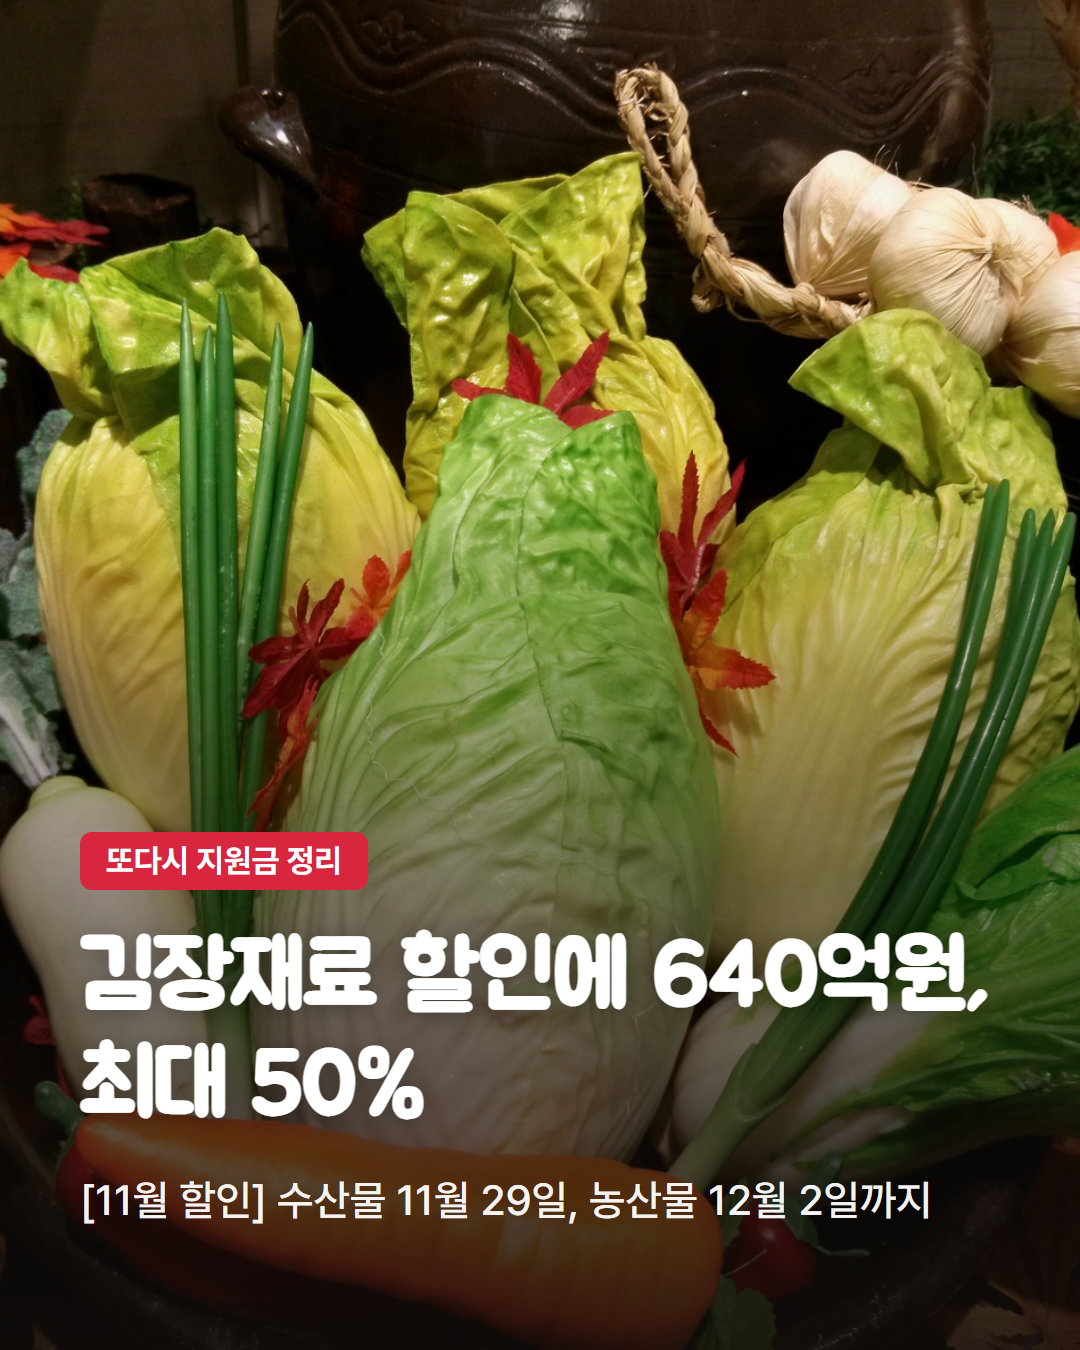 또다시 지원금 정리
김장재료 할인에 640억원,
최대 50%
[11월 할인] 수산물 11월 29일, 농산물 12월 2일까지